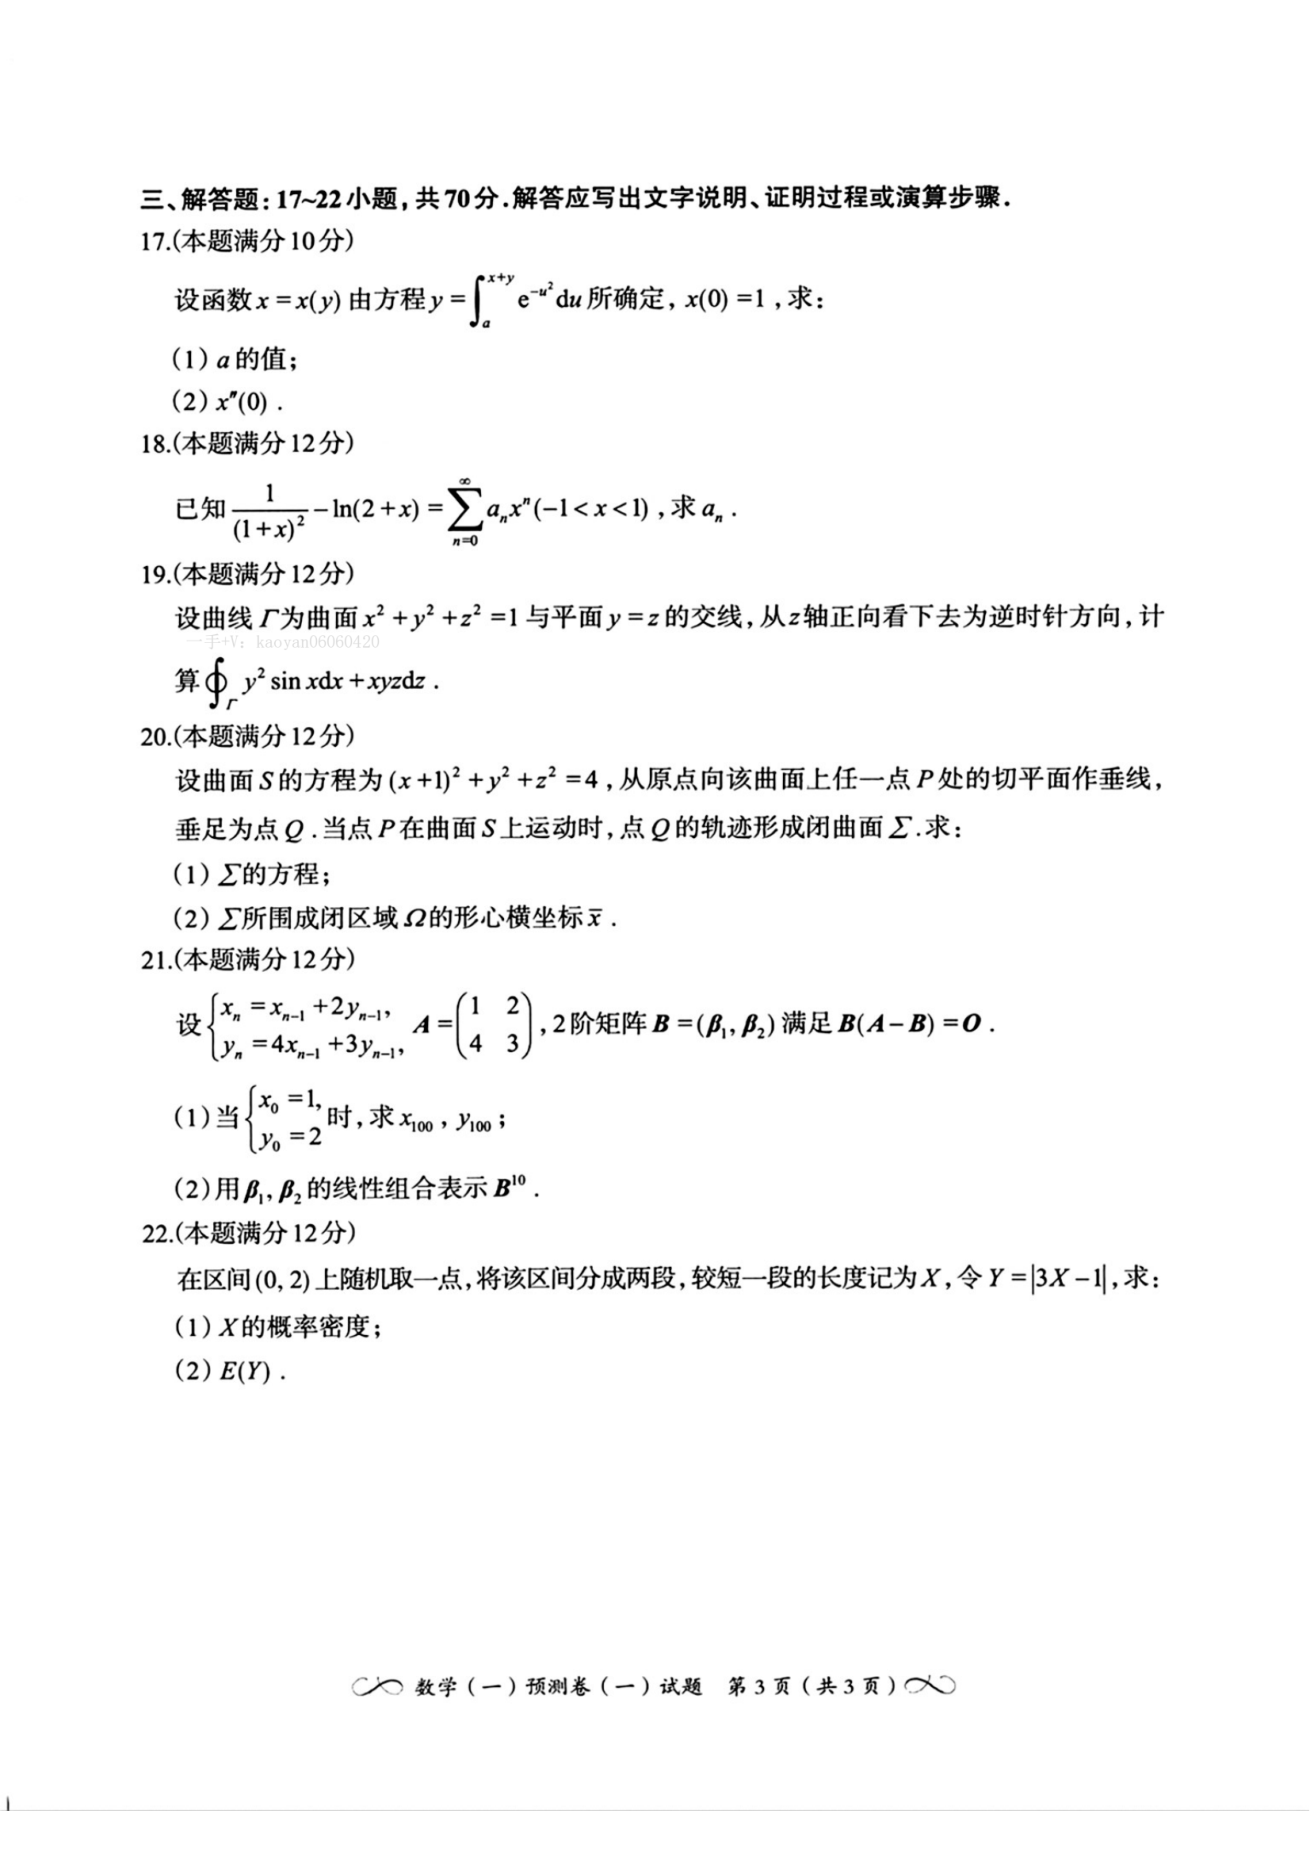 三、解答题：17~22小题，共70分.解答应写出文字说明、证明过程或演算步骤.
17.(本题满分10分)
设函数x=x(y)由方程y=∫ₐ^{x+y} e^{-u²}du所确定，x(0)=1，求：
(1) a的值；
(2) x″(0) .
18.(本题满分12分)
已知 1/(1+x)² −ln(2+x)=∑_{n=0}^{∞} aₙxⁿ(−1<x<1)，求aₙ .
19.(本题满分12分)
设曲线Γ为曲面x²+y²+z²=1与平面y=z的交线，从z轴正向看下去为逆时针方向，计
一手+V：kaoyan06060420
算∮_Γ y² sin xdx+xyzdz .
20.(本题满分12分)
设曲面S的方程为(x+1)²+y²+z²=4，从原点向该曲面上任一点P处的切平面作垂线，
垂足为点Q.当点P在曲面S上运动时，点Q的轨迹形成闭曲面Σ.求：
(1) Σ的方程；
(2) Σ所围成闭区域Ω的形心横坐标x̄ .
21.(本题满分12分)
设{xₙ=xₙ₋₁+2yₙ₋₁, yₙ=4xₙ₋₁+3yₙ₋₁, A=(1 2; 4 3), 2阶矩阵B=(β₁, β₂)满足B(A−B)=O .
(1)当{x₀=1, y₀=2时，求x₁₀₀，y₁₀₀；
(2)用β₁, β₂的线性组合表示B¹⁰ .
22.(本题满分12分)
在区间(0, 2)上随机取一点，将该区间分成两段，较短一段的长度记为X，令Y=|3X−1|，求：
(1) X的概率密度；
(2) E(Y) .
数学（一）预测卷（一）试题 第3页（共3页）